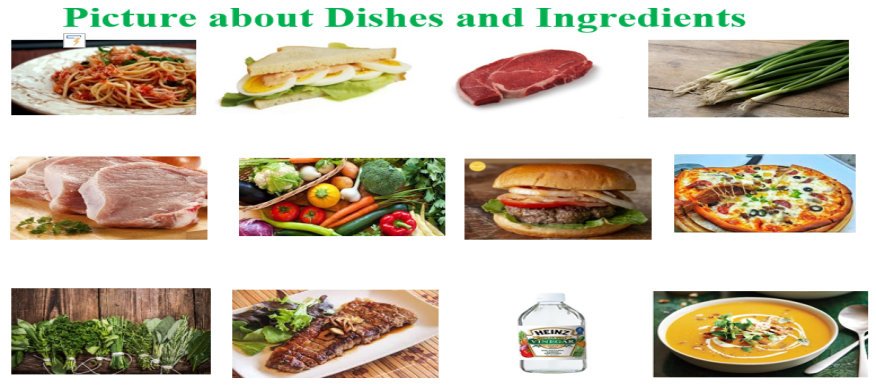 Picture about Dishes and Ingredients
HEINZ
VINEGAR